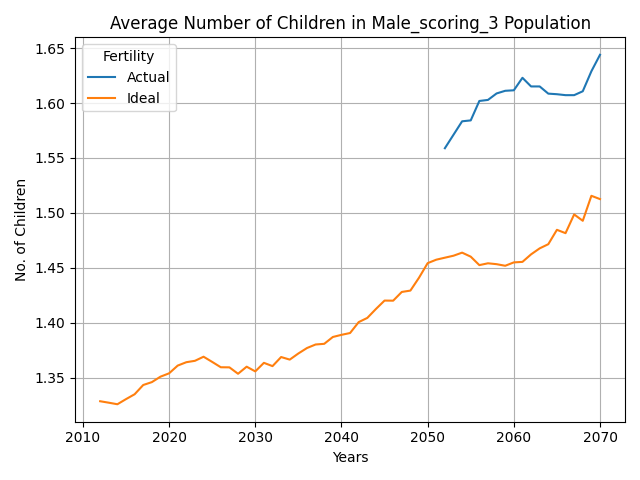 Average Number of Children in Male_scoring_3 Population
Fertility
Actual
Ideal
1.65
1.60
1.55
1.50
1.45
1.40
1.35
No. of Children
2010 2020 2030 2040 2050 2060 2070
Years